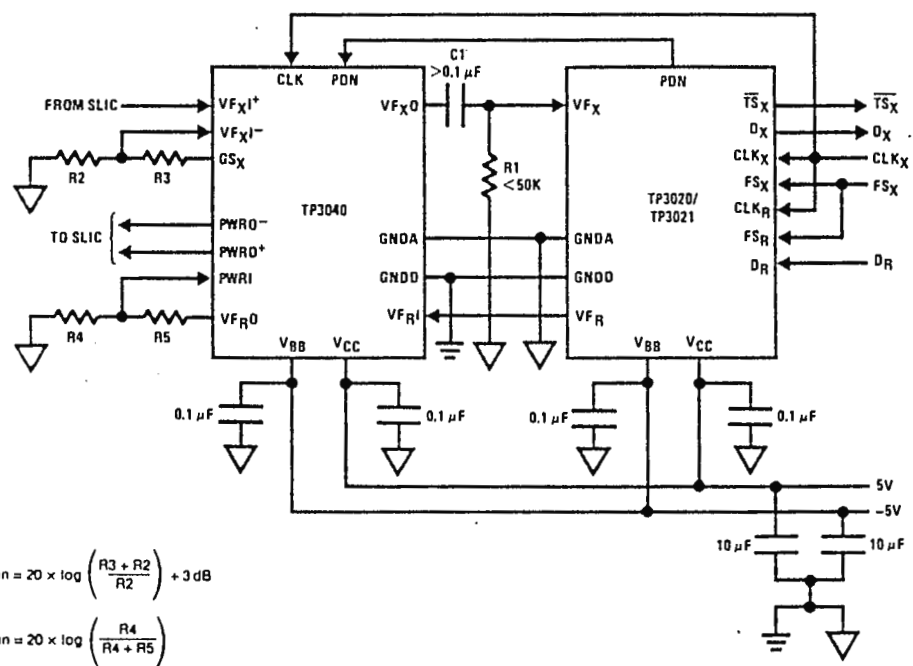 C1
>0.1 µF
CLK
PDN
PDN
FROM SLIC
VFXI+
VFXI−
GSX
R2
R3
TP3040
VFXO
VFX
R1
<50K
TP3020/
TP3021
TSX
TSX
DX
DX
CLKX
CLKX
FSX
FSX
CLKR
FSR
DR
DR
TO SLIC
PWRO−
PWRO+
PWRI
VFRO
R4
R5
GNDA
GNDA
GNDD
GNDD
VFRI
VFR
VBB
VCC
VBB
VCC
0.1 µF
0.1 µF
0.1 µF
0.1 µF
5V
−5V
10 µF
10 µF
n = 20 × log (R3 + R2 / R2) + 3 dB
n = 20 × log (R4 / R4 + R5)